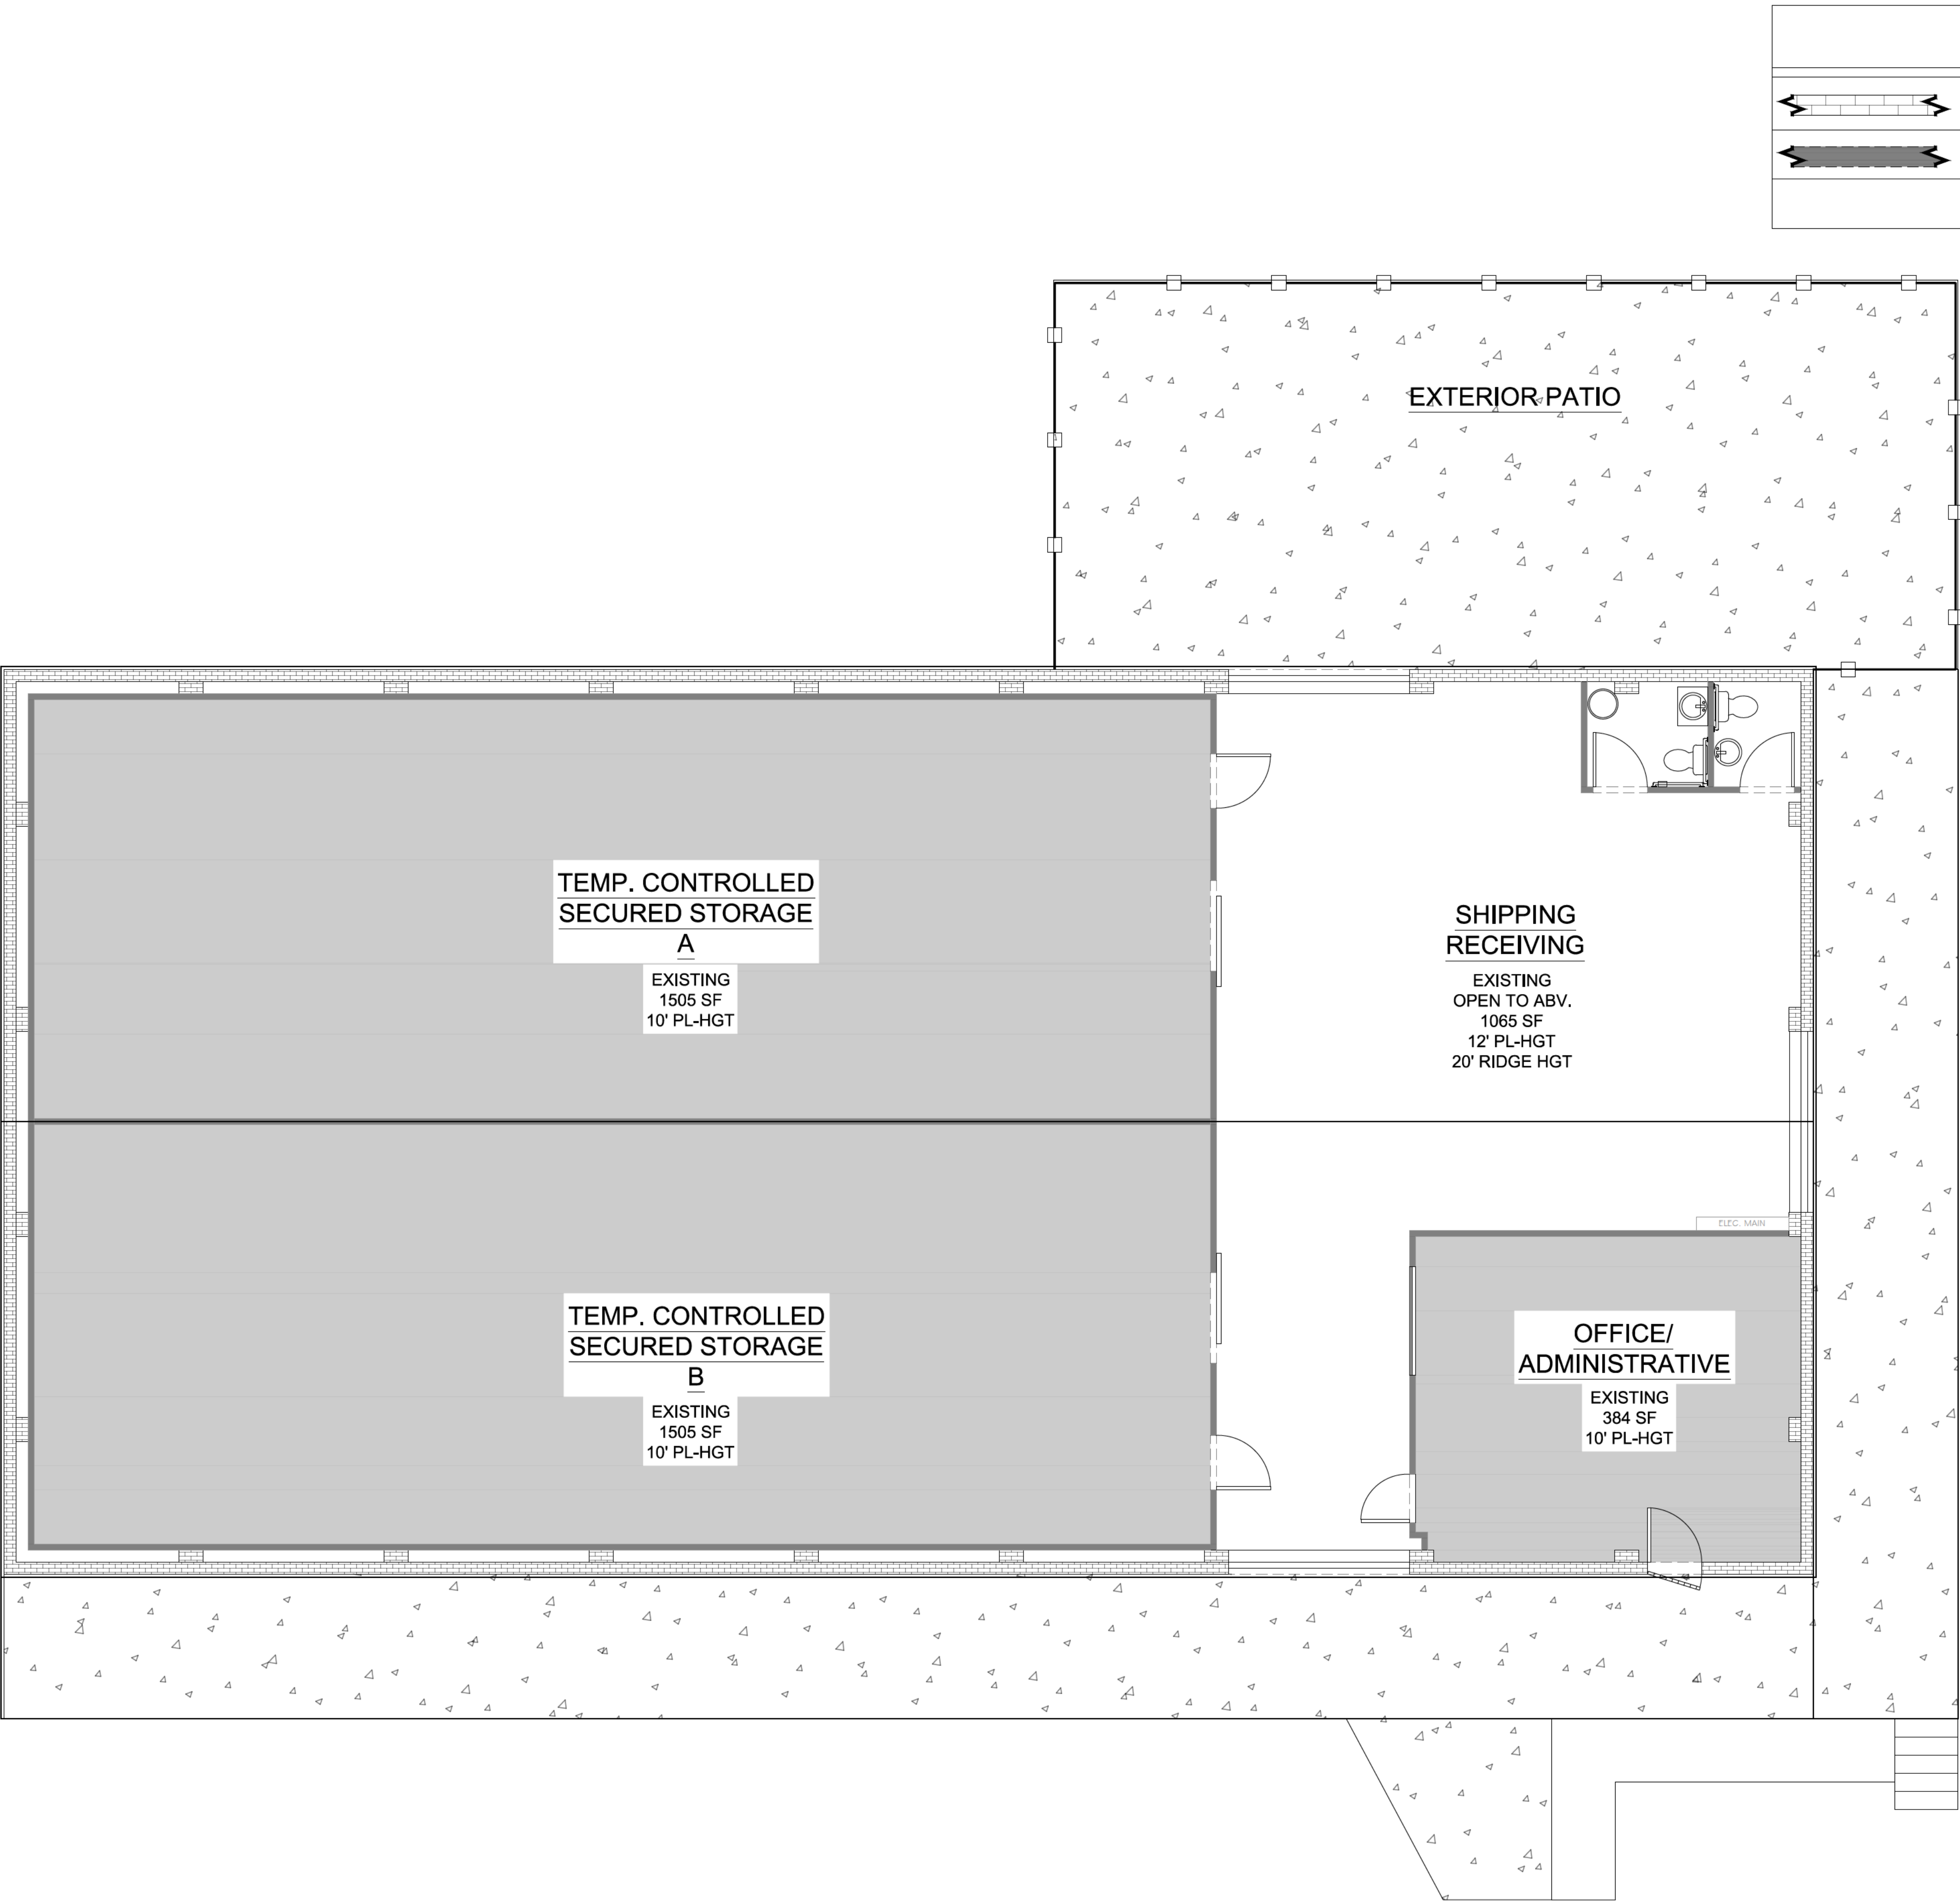 EXTERIOR PATIO
TEMP. CONTROLLED
SECURED STORAGE
A
EXISTING
1505 SF
10' PL-HGT
SHIPPING
RECEIVING
EXISTING
OPEN TO ABV.
1065 SF
12' PL-HGT
20' RIDGE HGT
ELEC. MAIN
TEMP. CONTROLLED
SECURED STORAGE
B
EXISTING
1505 SF
10' PL-HGT
OFFICE/
ADMINISTRATIVE
EXISTING
384 SF
10' PL-HGT